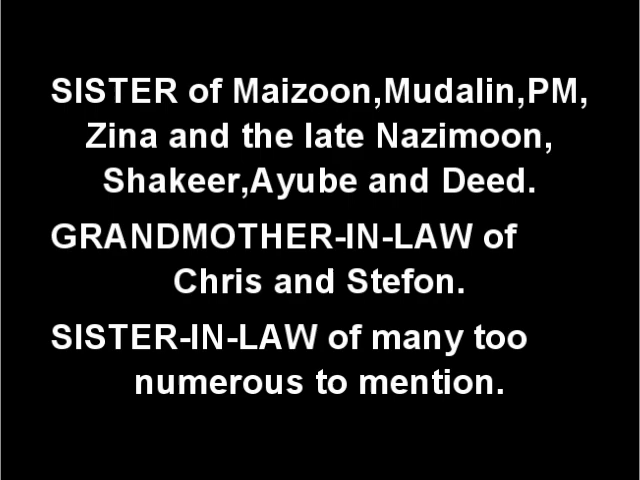 SISTER of Maizoon,Mudalin,PM,
Zina and the late Nazimoon,
Shakeer,Ayube and Deed.
GRANDMOTHER-IN-LAW of
Chris and Stefon.
SISTER-IN-LAW of many too
numerous to mention.